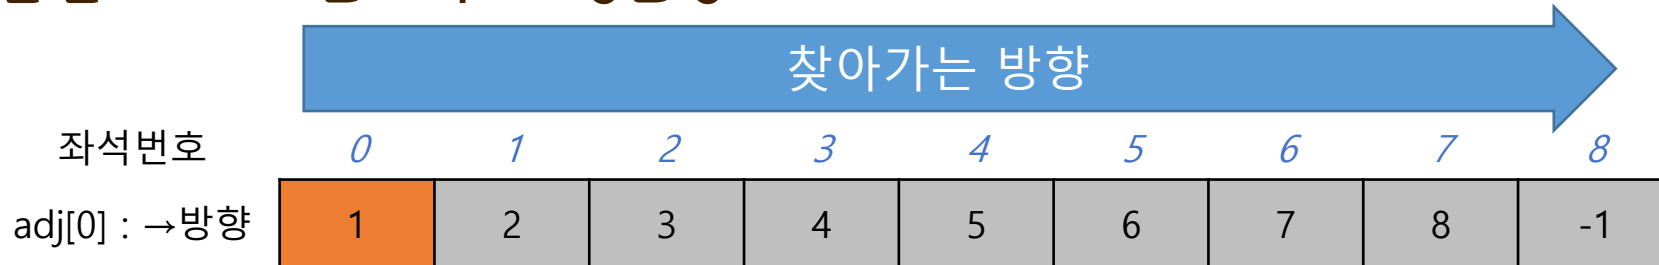 찾아가는 방향
좌석번호 0 1 2 3 4 5 6 7 8
adj[0] : →방향 1 2 3 4 5 6 7 8 -1